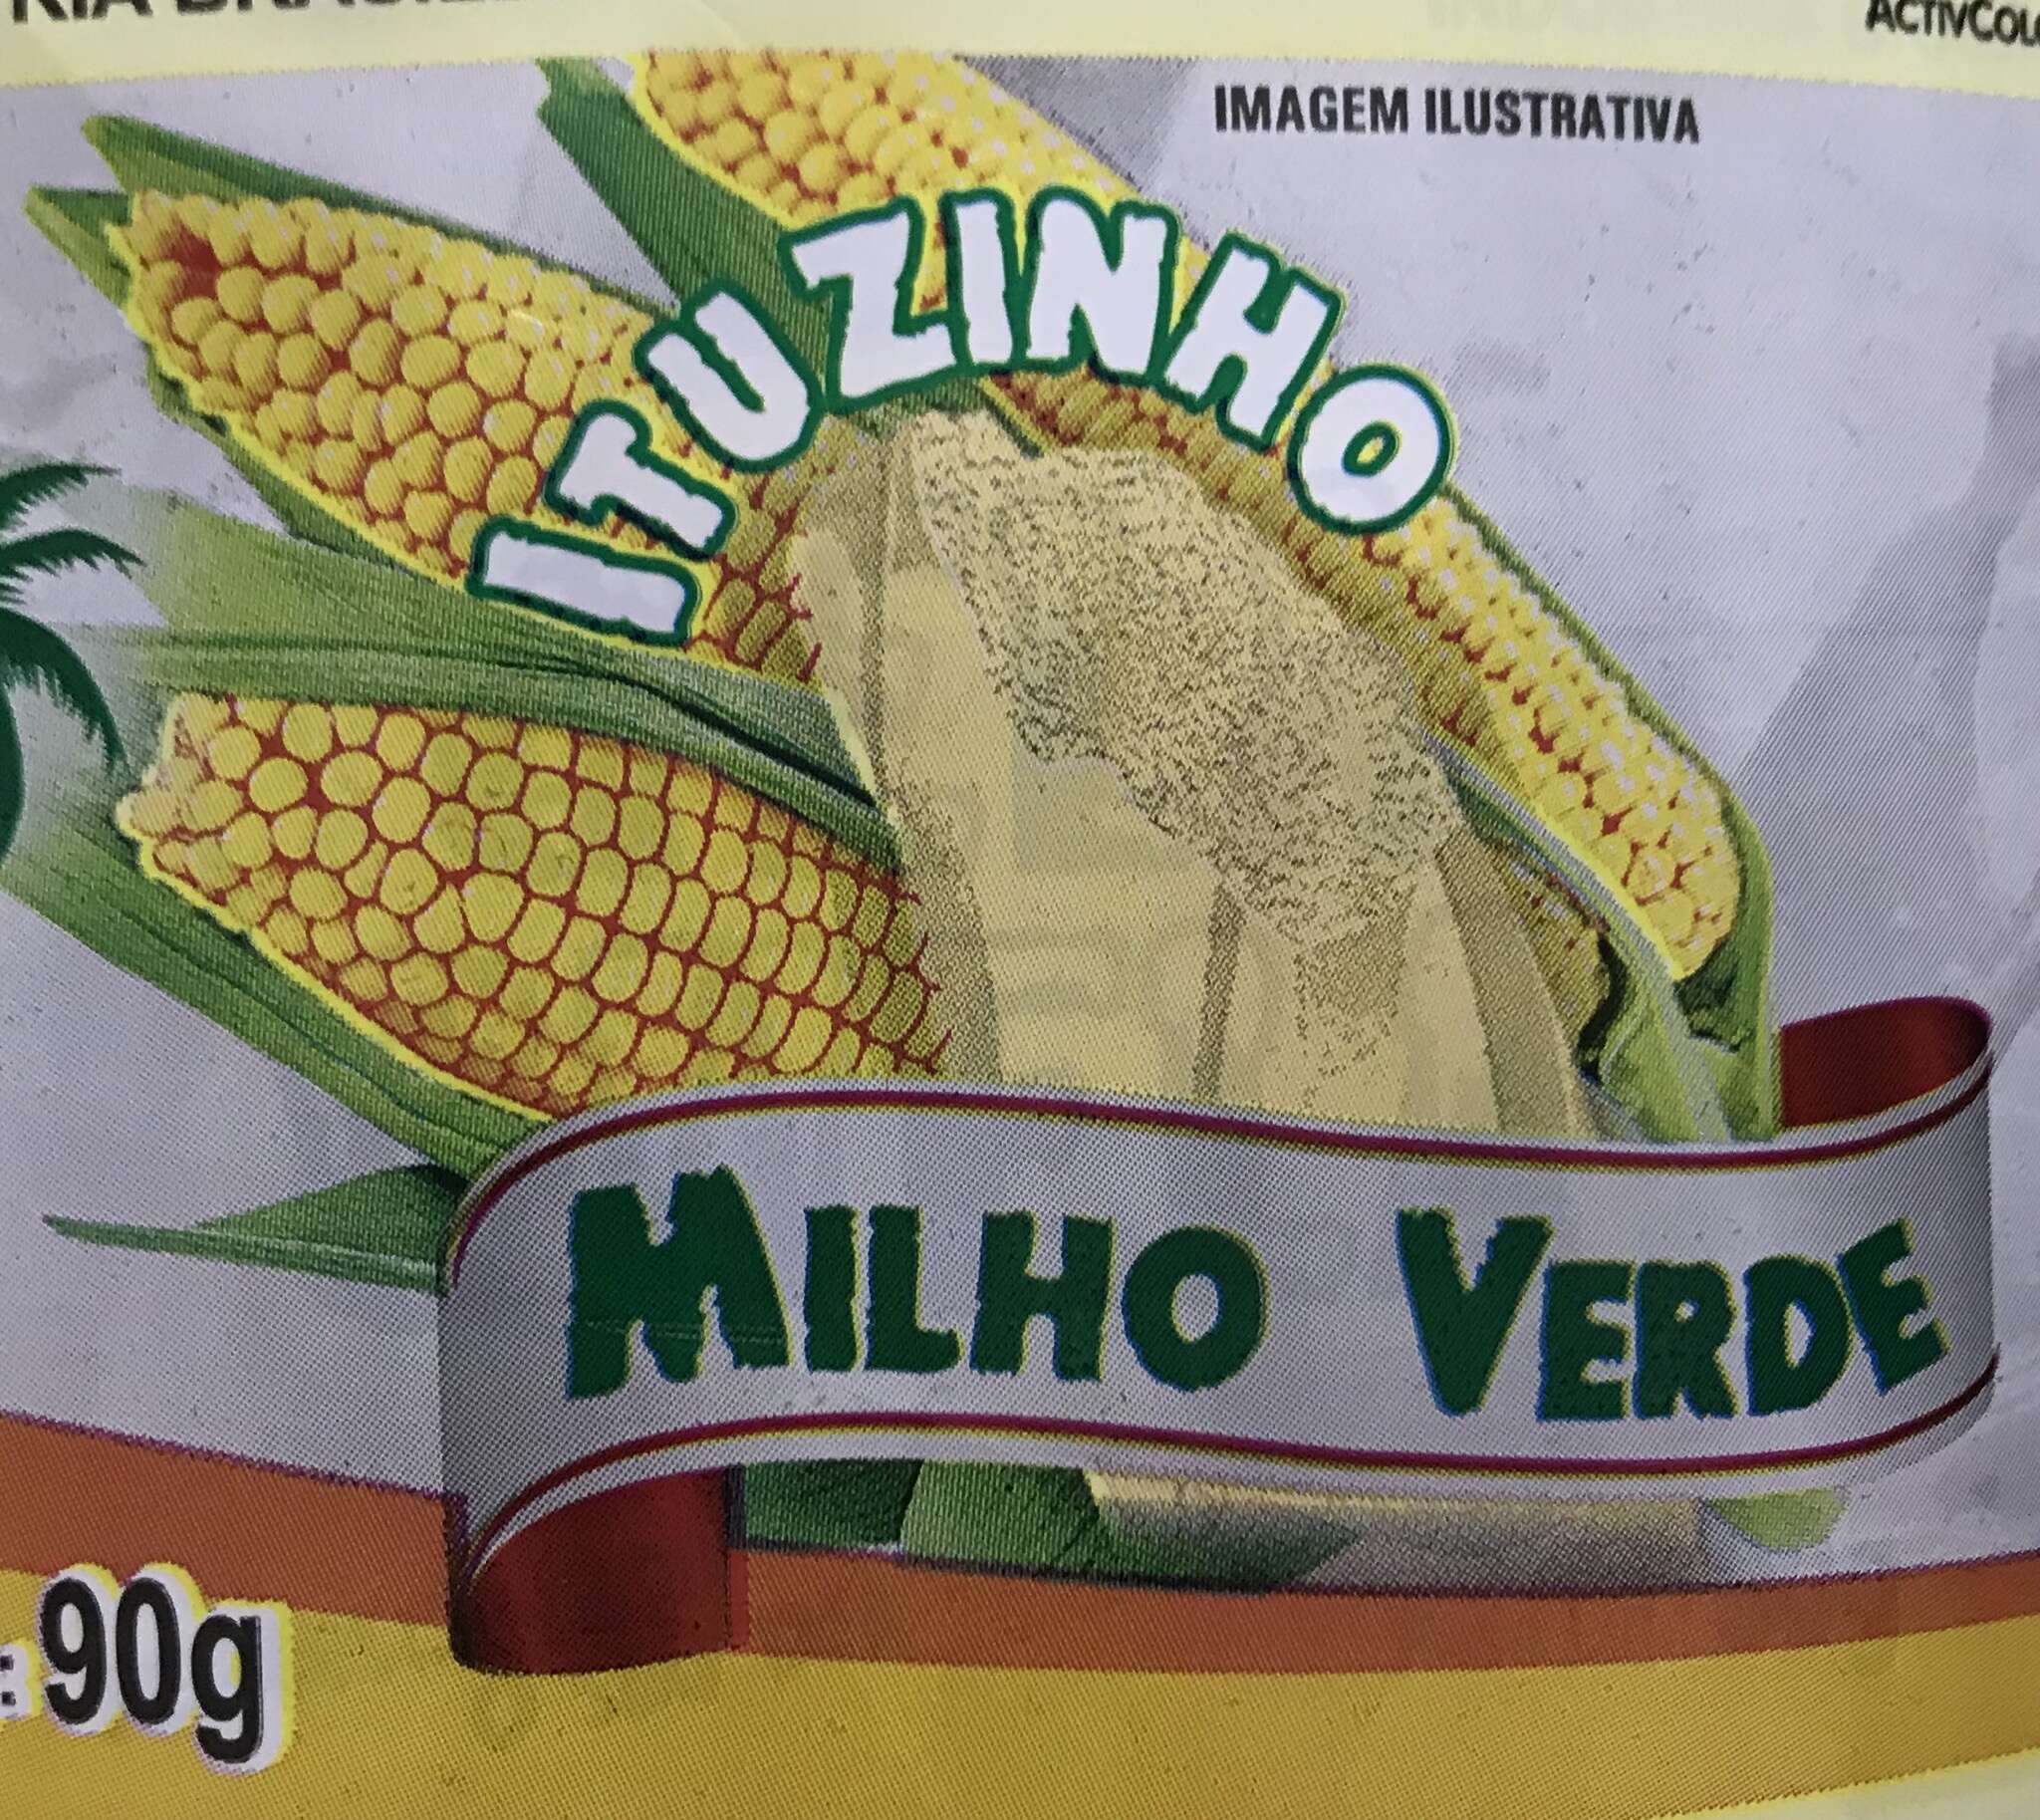 IMAGEM ILUSTRATIVA
ITUZINHO
MILHO VERDE
: 90g